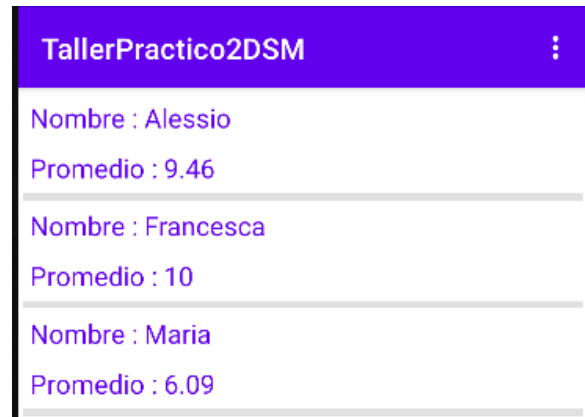 TallerPractico2DSM
Nombre : Alessio
Promedio : 9.46
Nombre : Francesca
Promedio : 10
Nombre : Maria
Promedio : 6.09